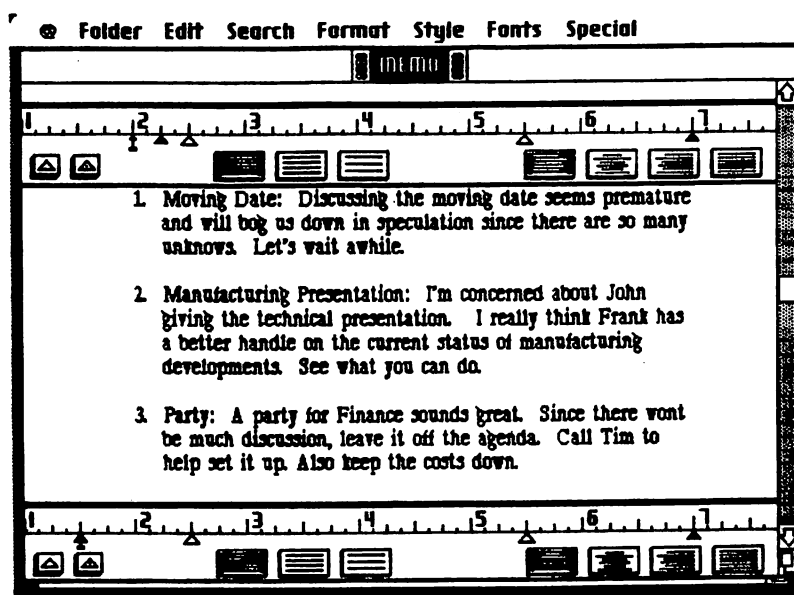 @ Folder Edit Search Format Style Fonts Special
MEMO
1 2 3 4 5 6 7
1. Moving Date: Discussing the moving date seems premature
and will bog us down in speculation since there are so many
unknows. Let's wait awhile.
2. Manufacturing Presentation: I'm concerned about John
giving the technical presentation. I really think Frank has
a better handle on the current status of manufacturing
developments. See what you can do.
3. Party: A party for Finance sounds great. Since there wont
be much discussion, leave it off the agenda. Call Tim to
help set it up. Also keep the costs down.
1 2 3 4 5 6 7